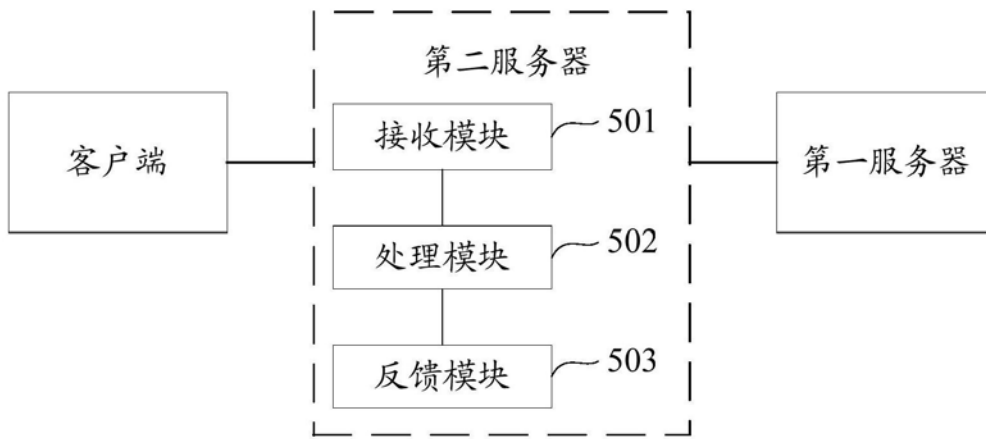 第二服务器
客户端
接收模块
501
第一服务器
处理模块
502
反馈模块
503